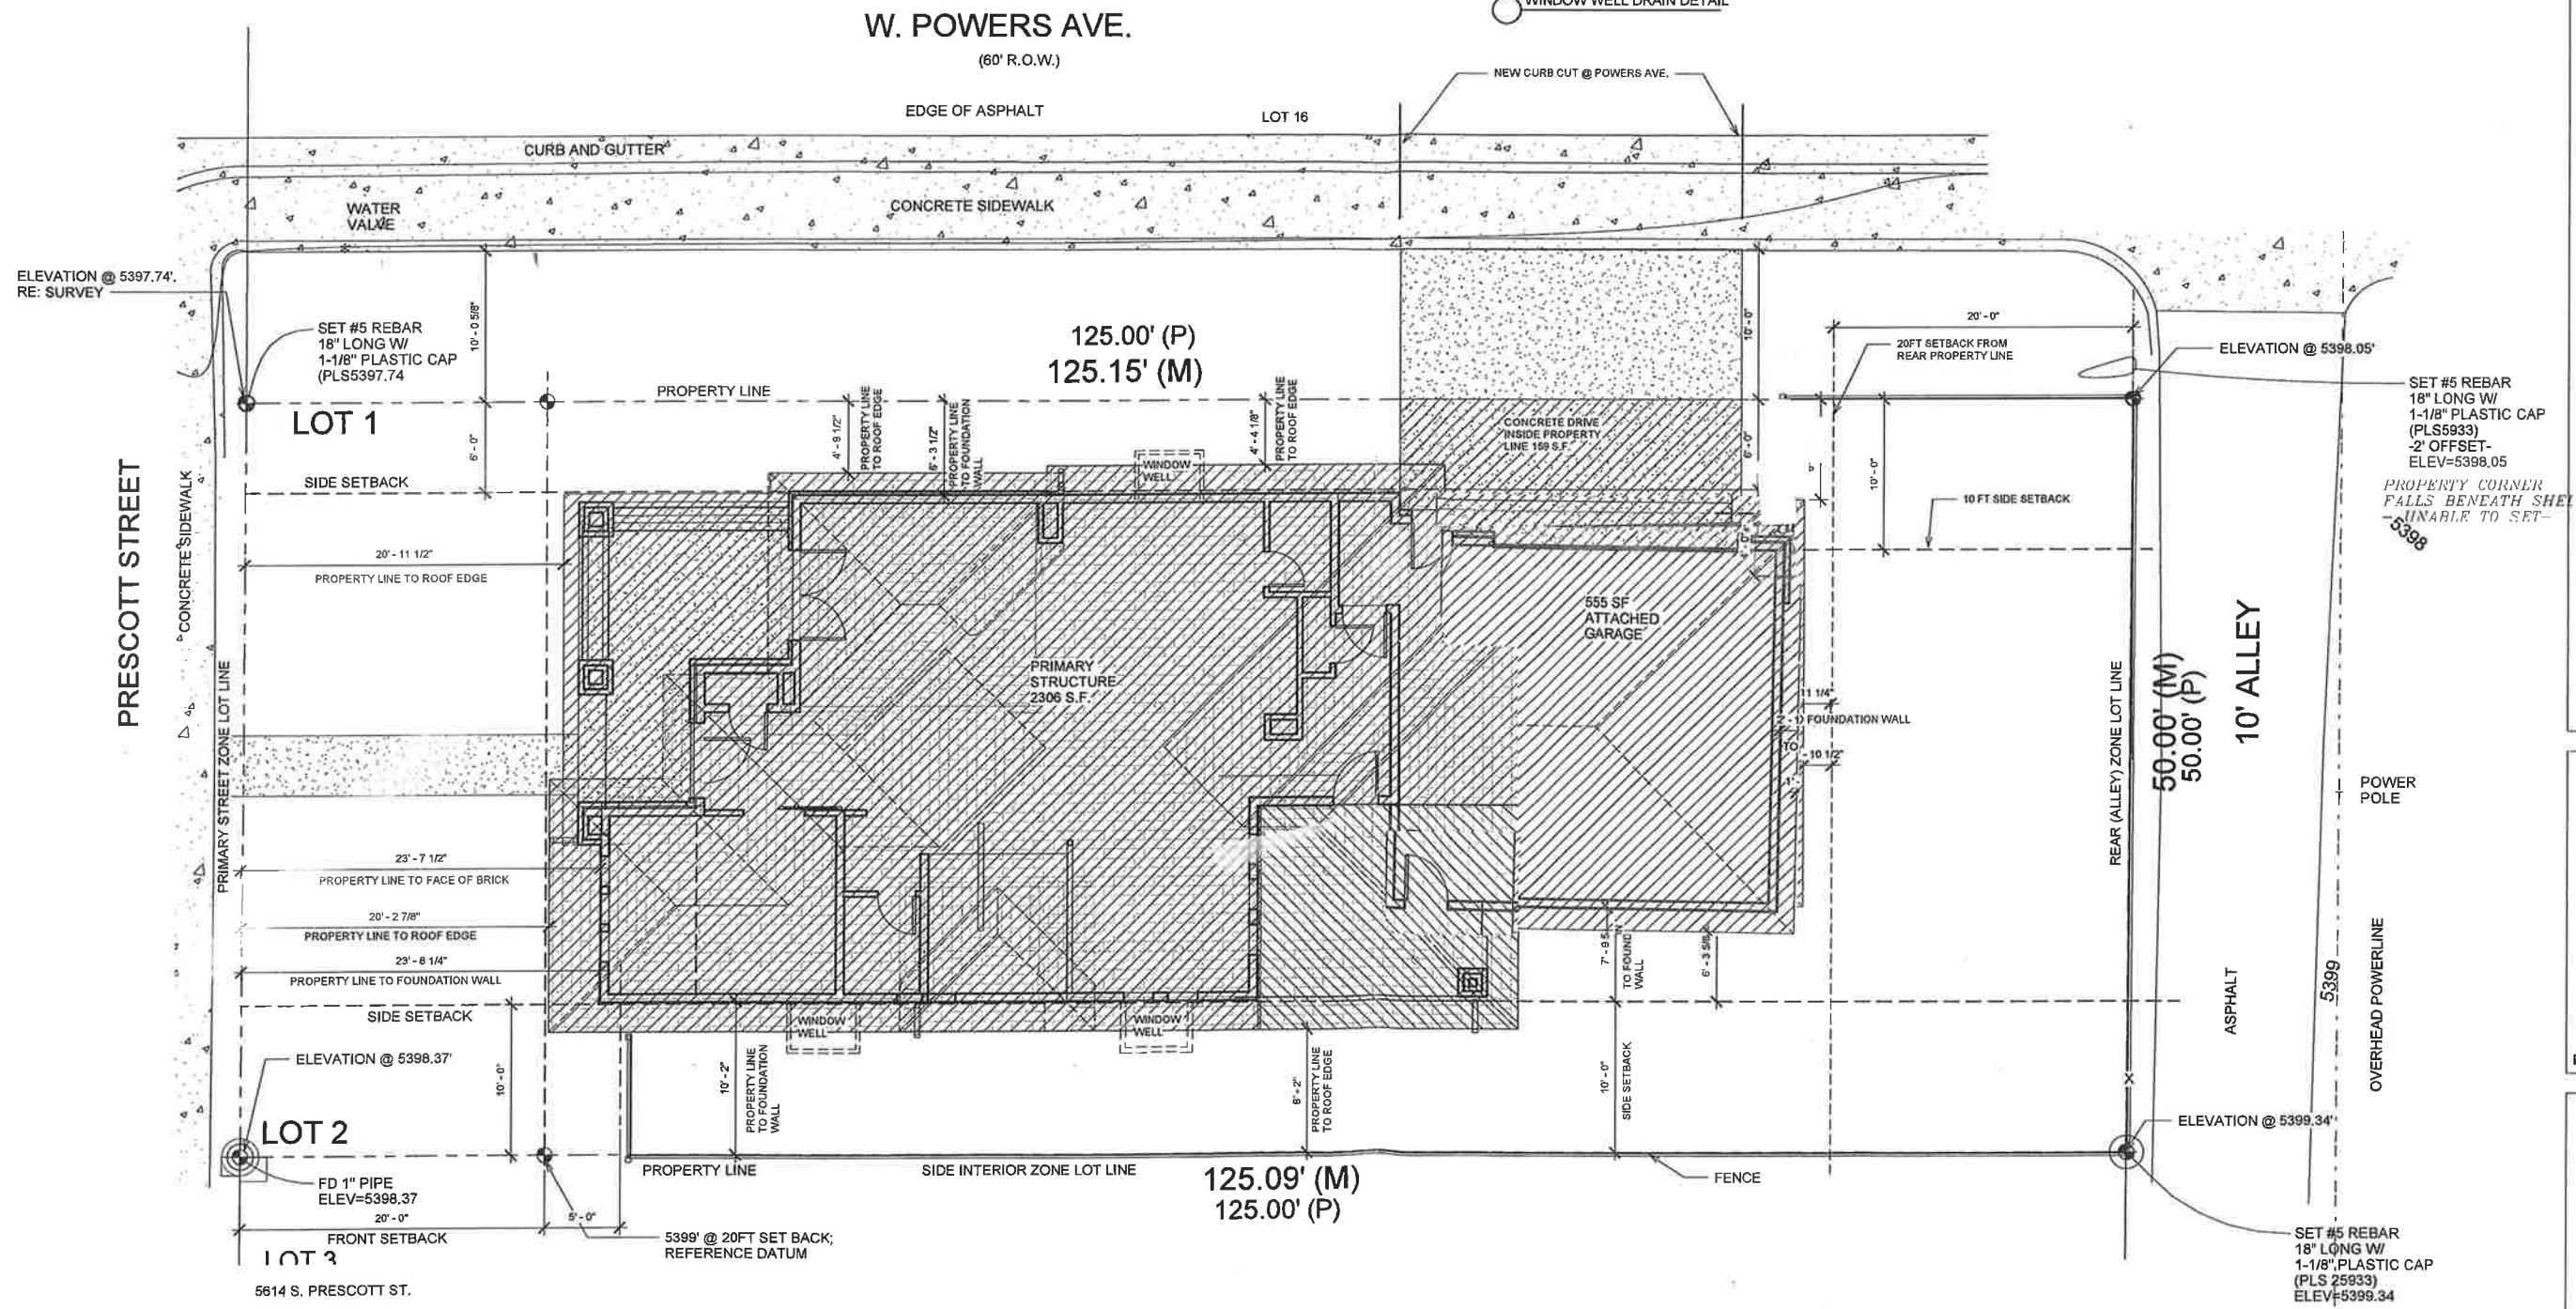 WINDOW WELL DRAIN DETAIL
W. POWERS AVE.
(60' R.O.W.)
NEW CURB CUT @ POWERS AVE.
EDGE OF ASPHALT
LOT 16
CURB AND GUTTER
CONCRETE SIDEWALK
WATER
VALVE
ELEVATION @ 5397.74'.
RE: SURVEY
SET #5 REBAR
18" LONG W/
1-1/8" PLASTIC CAP
(PLS5397.74
10'-0 5/8"
6'-0"
125.00' (P)
125.15' (M)
PROPERTY LINE
LOT 1
SIDE SETBACK
4'-9 1/2"
PROPERTY LINE
TO ROOF EDGE
6'-3 1/2"
PROPERTY LINE
TO FOUNDATION
WALL
4'-4 1/8"
PROPERTY LINE
TO ROOF EDGE
WINDOW
WELL
CONCRETE DRIVE
INSIDE PROPERTY
LINE 159 S.F.
10'-0"
6'-0"
4'-0"
20'-0"
20FT SETBACK FROM
REAR PROPERTY LINE
10'-0"
10 FT SIDE SETBACK
ELEVATION @ 5398.05'
SET #5 REBAR
18" LONG W/
1-1/8" PLASTIC CAP
(PLS5933)
-2' OFFSET-
ELEV=5398.05
PROPERTY CORNER
FALLS BENEATH SHE
-UNABLE TO SET-
5398
PRESCOTT STREET
CONCRETE SIDEWALK
PRIMARY STREET ZONE LOT LINE
20'-11 1/2"
PROPERTY LINE TO ROOF EDGE
PRIMARY
STRUCTURE
2306 S.F.
555 SF
ATTACHED
GARAGE
11 1/4"
FOUNDATION WALL
TO
10 1/2"
REAR (ALLEY) ZONE LOT LINE
50.00' (M)
50.00' (P)
10' ALLEY
POWER
POLE
23'-7 1/2"
PROPERTY LINE TO FACE OF BRICK
20'-2 7/8"
PROPERTY LINE TO ROOF EDGE
23'-8 1/4"
PROPERTY LINE TO FOUNDATION WALL
SIDE SETBACK
ELEVATION @ 5398.37'
10'-0"
LOT 2
FD 1" PIPE
ELEV=5398.37
20'-0"
FRONT SETBACK
5'-0"
LOT 3
5614 S. PRESCOTT ST.
5399' @ 20FT SET BACK;
REFERENCE DATUM
WINDOW
WELL
WINDOW
WELL
10'-2"
PROPERTY LINE
TO FOUNDATION
WALL
8'-2"
PROPERTY LINE
TO ROOF EDGE
TO FOUND
WALL
6'-3 5/8"
10'-0"
SIDE SETBACK
PROPERTY LINE
SIDE INTERIOR ZONE LOT LINE
125.09' (M)
125.00' (P)
FENCE
X
ASPHALT
5399
OVERHEAD POWERLINE
ELEVATION @ 5399.34'
SET #5 REBAR
18" LONG W/
1-1/8" PLASTIC CAP
(PLS 25933)
ELEV=5399.34